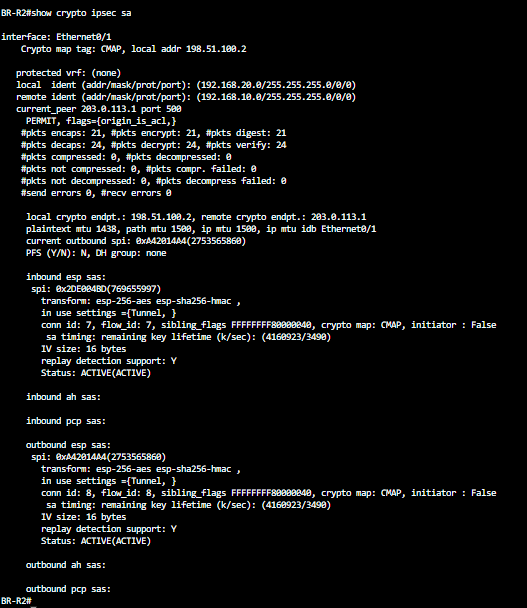 BR-R2#show crypto ipsec sa
interface: Ethernet0/1
Crypto map tag: CMAP, local addr 198.51.100.2
protected vrf: (none)
local ident (addr/mask/prot/port): (192.168.20.0/255.255.255.0/0/0)
remote ident (addr/mask/prot/port): (192.168.10.0/255.255.255.0/0/0)
current_peer 203.0.113.1 port 500
PERMIT, flags={origin_is_acl,}
#pkts encaps: 21, #pkts encrypt: 21, #pkts digest: 21
#pkts decaps: 24, #pkts decrypt: 24, #pkts verify: 24
#pkts compressed: 0, #pkts decompressed: 0
#pkts not compressed: 0, #pkts compr. failed: 0
#pkts not decompressed: 0, #pkts decompress failed: 0
#send errors 0, #recv errors 0
local crypto endpt.: 198.51.100.2, remote crypto endpt.: 203.0.113.1
plaintext mtu 1438, path mtu 1500, ip mtu 1500, ip mtu idb Ethernet0/1
current outbound spi: 0xA42014A4(2753565860)
PFS (Y/N): N, DH group: none
inbound esp sas:
spi: 0x2DE004BD(769655997)
transform: esp-256-aes esp-sha256-hmac ,
in use settings ={Tunnel, }
conn id: 7, flow_id: 7, sibling_flags FFFFFFFF80000040, crypto map: CMAP, initiator : False
sa timing: remaining key lifetime (k/sec): (4160923/3490)
IV size: 16 bytes
replay detection support: Y
Status: ACTIVE(ACTIVE)
inbound ah sas:
inbound pcp sas:
outbound esp sas:
spi: 0xA42014A4(2753565860)
transform: esp-256-aes esp-sha256-hmac ,
in use settings ={Tunnel, }
conn id: 8, flow_id: 8, sibling_flags FFFFFFFF80000040, crypto map: CMAP, initiator : False
sa timing: remaining key lifetime (k/sec): (4160923/3490)
IV size: 16 bytes
replay detection support: Y
Status: ACTIVE(ACTIVE)
outbound ah sas:
outbound pcp sas:
BR-R2#